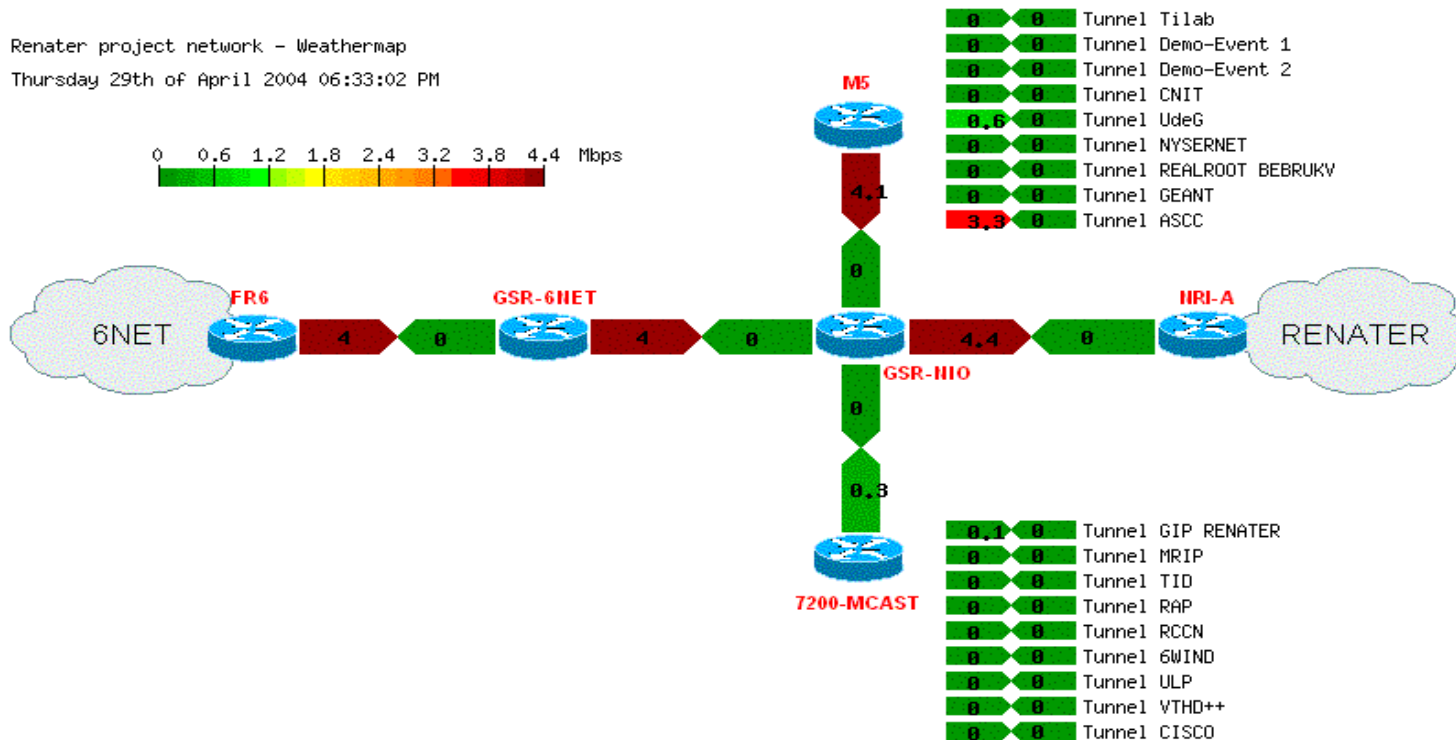 Renater project network - Weathermap
Thursday 29th of April 2004 06:33:02 PM
0 0.6 1.2 1.8 2.4 3.2 3.8 4.4 Mbps
0 0 Tunnel Tilab
0 0 Tunnel Demo-Event 1
0 0 Tunnel Demo-Event 2
0 0 Tunnel CNIT
0.6 0 Tunnel UdeG
0 0 Tunnel NYSERNET
0 0 Tunnel REALROOT BEBRUKV
0 0 Tunnel GEANT
3.3 0 Tunnel ASCC
M5
4.1
0
6NET
FR6
4
0
GSR-6NET
4
0
GSR-NIO
4.4
0
NRI-A
RENATER
0
0.3
7200-MCAST
0.1 0 Tunnel GIP RENATER
0 0 Tunnel MRIP
0 0 Tunnel TID
0 0 Tunnel RAP
0 0 Tunnel RCCN
0 0 Tunnel 6WIND
0 0 Tunnel ULP
0 0 Tunnel VTHD++
0 0 Tunnel CISCO